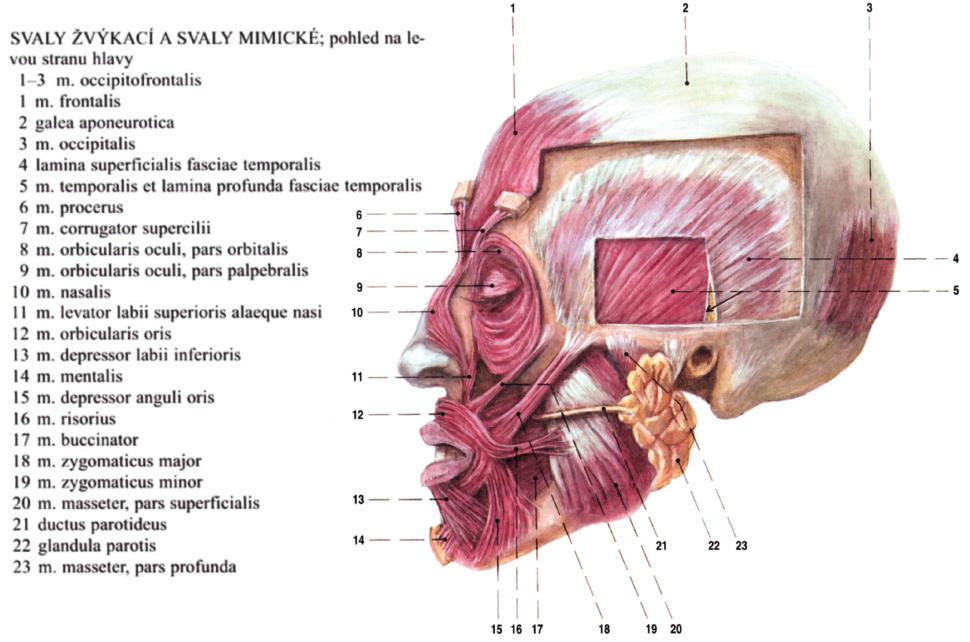 SVALY ŽVÝKACÍ A SVALY MIMICKÉ; pohled na le-
vou stranu hlavy
1–3 m. occipitofrontalis
1 m. frontalis
2 galea aponeurotica
3 m. occipitalis
4 lamina superficialis fasciae temporalis
5 m. temporalis et lamina profunda fasciae temporalis
6 m. procerus
7 m. corrugator supercilii
8 m. orbicularis oculi, pars orbitalis
9 m. orbicularis oculi, pars palpebralis
10 m. nasalis
11 m. levator labii superioris alaeque nasi
12 m. orbicularis oris
13 m. depressor labii inferioris
14 m. mentalis
15 m. depressor anguli oris
16 m. risorius
17 m. buccinator
18 m. zygomaticus major
19 m. zygomaticus minor
20 m. masseter, pars superficialis
21 ductus parotideus
22 glandula parotis
23 m. masseter, pars profunda
1 2 3
6
7
8
4
9
5
10
11
12
13
14
21 22 23
15 16 17 18 19 20